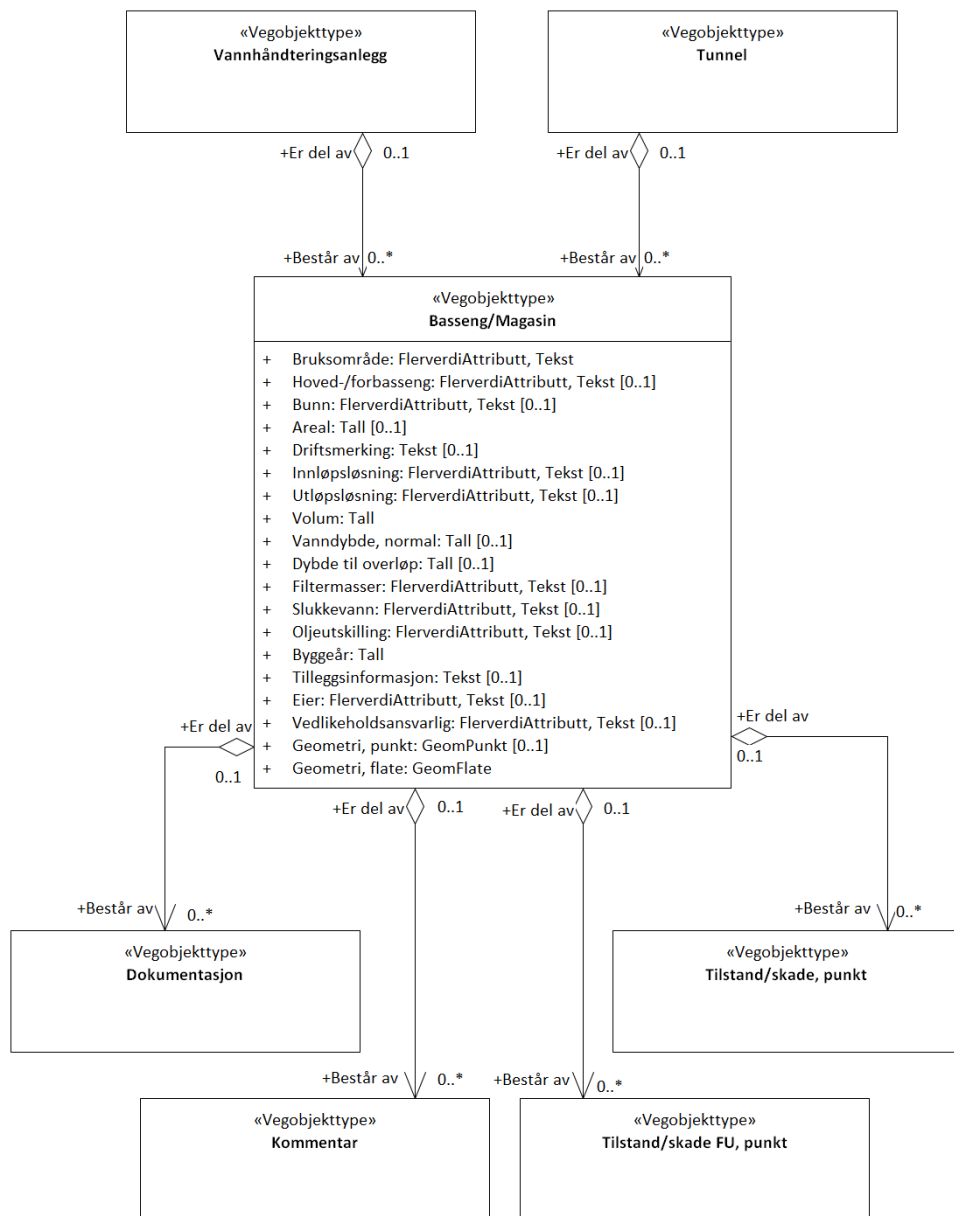 «Vegobjekttype»
Vannhåndteringsanlegg
«Vegobjekttype»
Tunnel
+Er del av 0..1
+Er del av 0..1
+Består av 0..*
+Består av 0..*
«Vegobjekttype»
Basseng/Magasin
+ Bruksområde: FlerverdiAttributt, Tekst
+ Hoved-/forbasseng: FlerverdiAttributt, Tekst [0..1]
+ Bunn: FlerverdiAttributt, Tekst [0..1]
+ Areal: Tall [0..1]
+ Driftsmerking: Tekst [0..1]
+ Innløpsløsning: FlerverdiAttributt, Tekst [0..1]
+ Utløpsløsning: FlerverdiAttributt, Tekst [0..1]
+ Volum: Tall
+ Vanndybde, normal: Tall [0..1]
+ Dybde til overløp: Tall [0..1]
+ Filtermasser: FlerverdiAttributt, Tekst [0..1]
+ Slukkevann: FlerverdiAttributt, Tekst [0..1]
+ Oljeutskilling: FlerverdiAttributt, Tekst [0..1]
+ Byggeår: Tall
+ Tilleggsinformasjon: Tekst [0..1]
+ Eier: FlerverdiAttributt, Tekst [0..1]
+ Vedlikeholdsansvarlig: FlerverdiAttributt, Tekst [0..1]
+ Geometri, punkt: GeomPunkt [0..1]
+ Geometri, flate: GeomFlate
+Er del av
0..1
+Er del av
0..1
+Er del av 0..1
+Er del av 0..1
+Består av 0..*
+Består av 0..*
«Vegobjekttype»
Dokumentasjon
«Vegobjekttype»
Tilstand/skade, punkt
+Består av 0..*
+Består av 0..*
«Vegobjekttype»
Kommentar
«Vegobjekttype»
Tilstand/skade FU, punkt